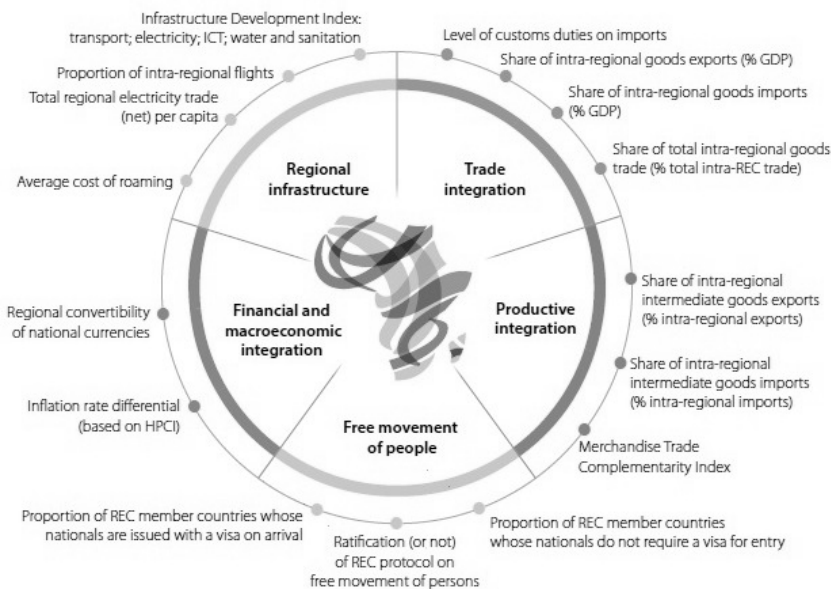 Infrastructure Development Index:
transport; electricity; ICT; water and sanitation
Proportion of intra-regional flights
Total regional electricity trade
(net) per capita
Average cost of roaming
Regional
infrastructure
Level of customs duties on imports
Share of intra-regional goods exports (% GDP)
Share of intra-regional goods imports
(% GDP)
Share of total intra-regional goods
trade (% total intra-REC trade)
Trade
integration
Regional convertibility
of national currencies
Inflation rate differential
(based on HPCI)
Financial and
macroeconomic
integration
Productive
integration
Share of intra-regional
intermediate goods exports
(% intra-regional exports)
Share of intra-regional
intermediate goods imports
(% intra-regional imports)
Merchandise Trade
Complementarity Index
Free movement
of people
Proportion of REC member countries whose
nationals are issued with a visa on arrival
Ratification (or not)
of REC protocol on
free movement of persons
Proportion of REC member countries
whose nationals do not require a visa for entry